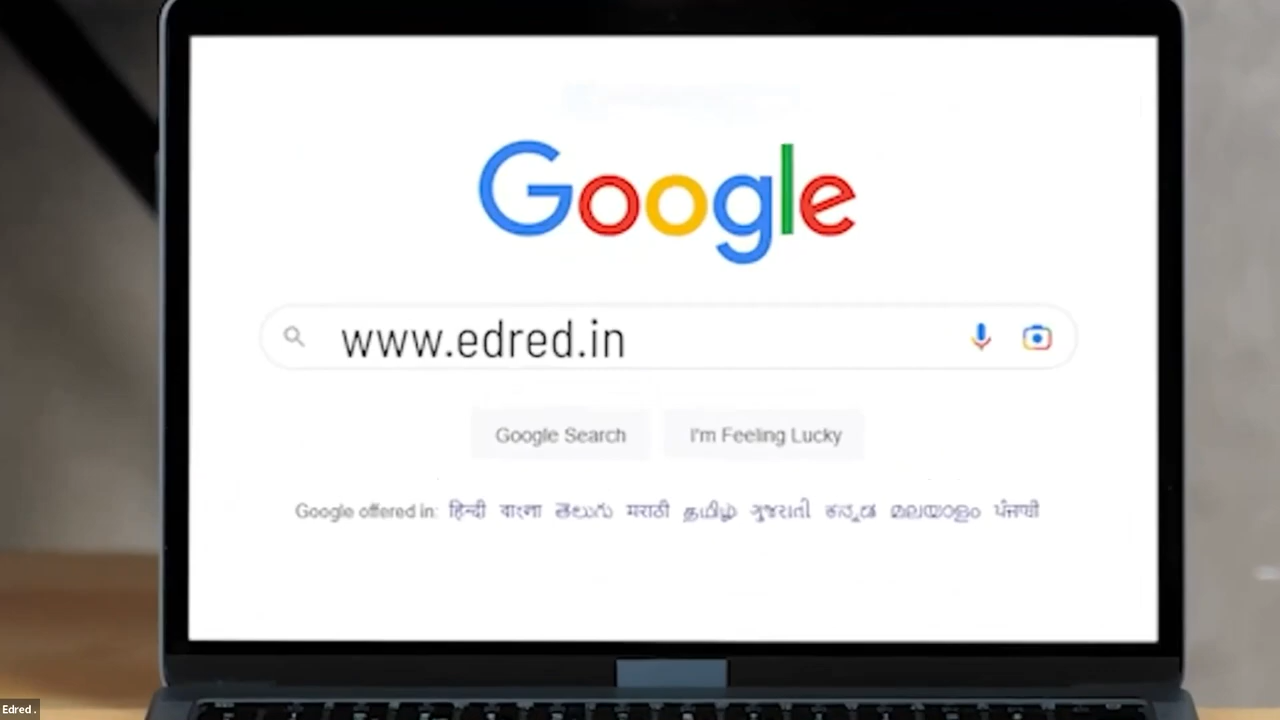 Google
www.edred.in
Google Search I'm Feeling Lucky
Google offered in: हिन्दी বাংলা తెలుగు मराठी தமிழ் ગુજરાતી ಕನ್ನಡ മലയാളം ਪੰਜਾਬੀ
Edred .